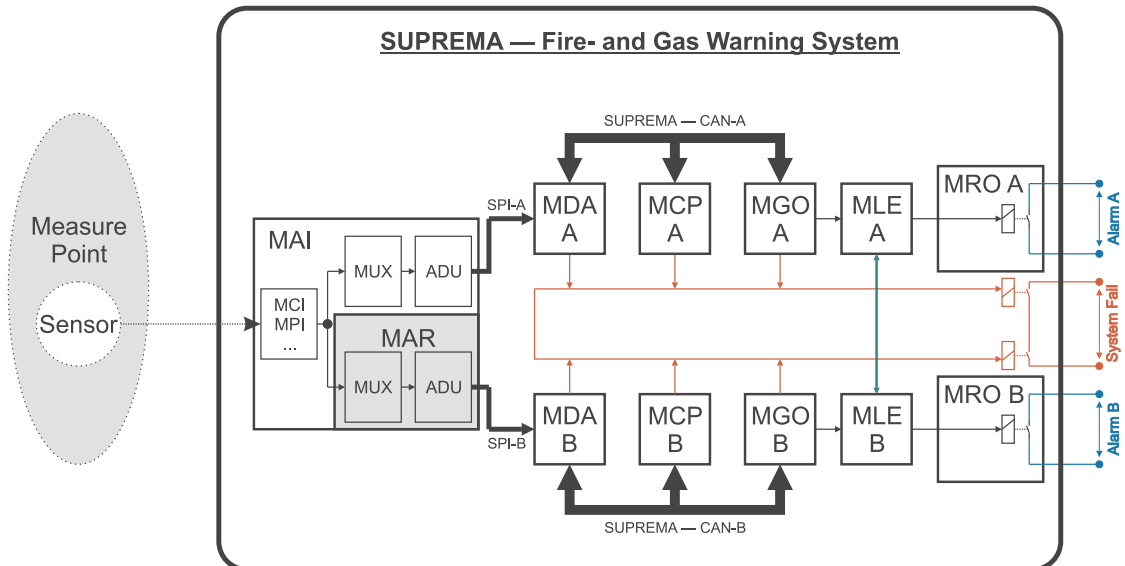 SUPREMA — Fire- and Gas Warning System
SUPREMA — CAN-A
Measure
Point
Sensor
MAI
MCI
MPI
...
MUX
ADU
MAR
MUX
ADU
SPI-A
SPI-B
MDA
A
MCP
A
MGO
A
MLE
A
MRO A
Alarm A
System Fail
MDA
B
MCP
B
MGO
B
MLE
B
MRO B
Alarm B
SUPREMA — CAN-B